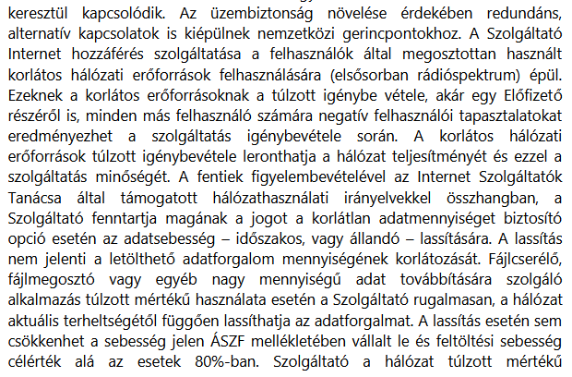 keresztül kapcsolódik. Az üzembiztonság növelése érdekében redundáns,
alternatív kapcsolatok is kiépülnek nemzetközi gerincpontokhoz. A Szolgáltató
Internet hozzáférés szolgáltatása a felhasználók által megosztottan használt
korlátos hálózati erőforrások felhasználására (elsősorban rádióspektrum) épül.
Ezeknek a korlátos erőforrásoknak a túlzott igénybe vétele, akár egy Előfizető
részéről is, minden más felhasználó számára negatív felhasználói tapasztalatokat
eredményezhet a szolgáltatás igénybevétele során. A korlátos hálózati
erőforrások túlzott igénybevétele leronthatja a hálózat teljesítményét és ezzel a
szolgáltatás minőségét. A fentiek figyelembevételével az Internet Szolgáltatók
Tanácsa által támogatott hálózathasználati irányelvekkel összhangban, a
Szolgáltató fenntartja magának a jogot a korlátlan adatmennyiséget biztosító
opció esetén az adatsebesség – időszakos, vagy állandó – lassítására. A lassítás
nem jelenti a letölthető adatforgalom mennyiségének korlátozását. Fájlcserélő,
fájlmegosztó vagy egyéb nagy mennyiségű adat továbbítására szolgáló
alkalmazás túlzott mértékű használata esetén a Szolgáltató rugalmasan, a hálózat
aktuális terheltségétől függően lassíthatja az adatforgalmat. A lassítás esetén sem
csökkenhet a sebesség jelen ÁSZF mellékletében vállalt le és feltöltési sebesség
célérték alá az esetek 80%-ban. Szolgáltató a hálózat túlzott mértékű